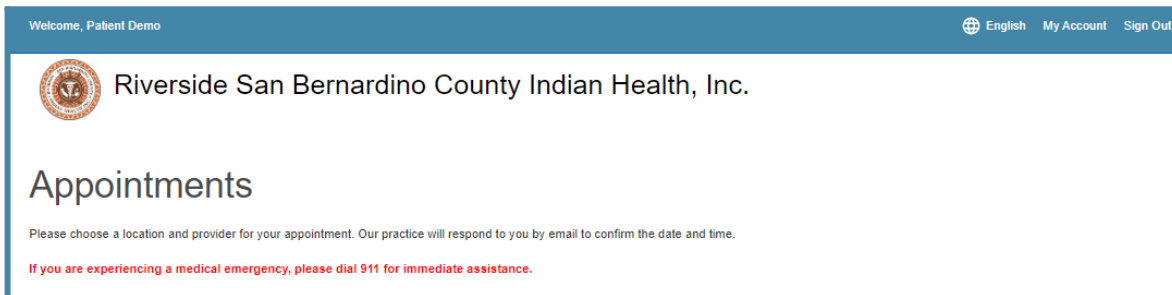 Welcome, Patient Demo
English My Account Sign Out
Riverside San Bernardino County Indian Health, Inc.
Appointments
Please choose a location and provider for your appointment. Our practice will respond to you by email to confirm the date and time.
If you are experiencing a medical emergency, please dial 911 for immediate assistance.